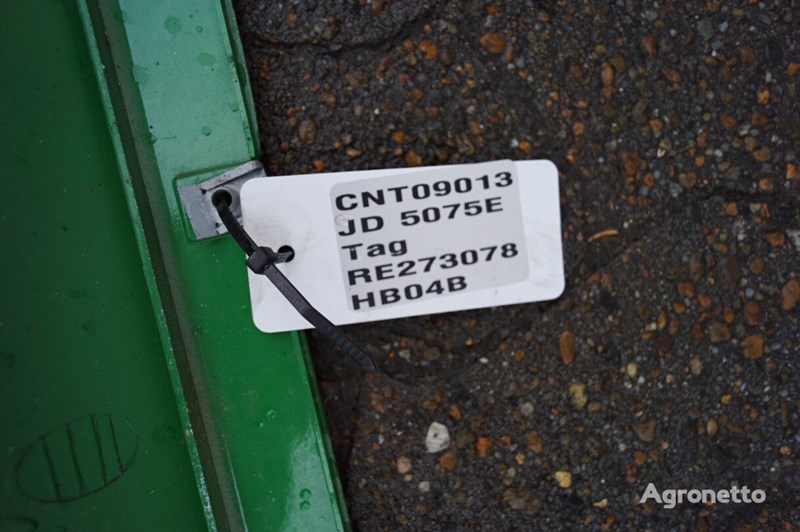 CNT09013
JD 5075E
Tag
RE273078
HB04B
Agronetto